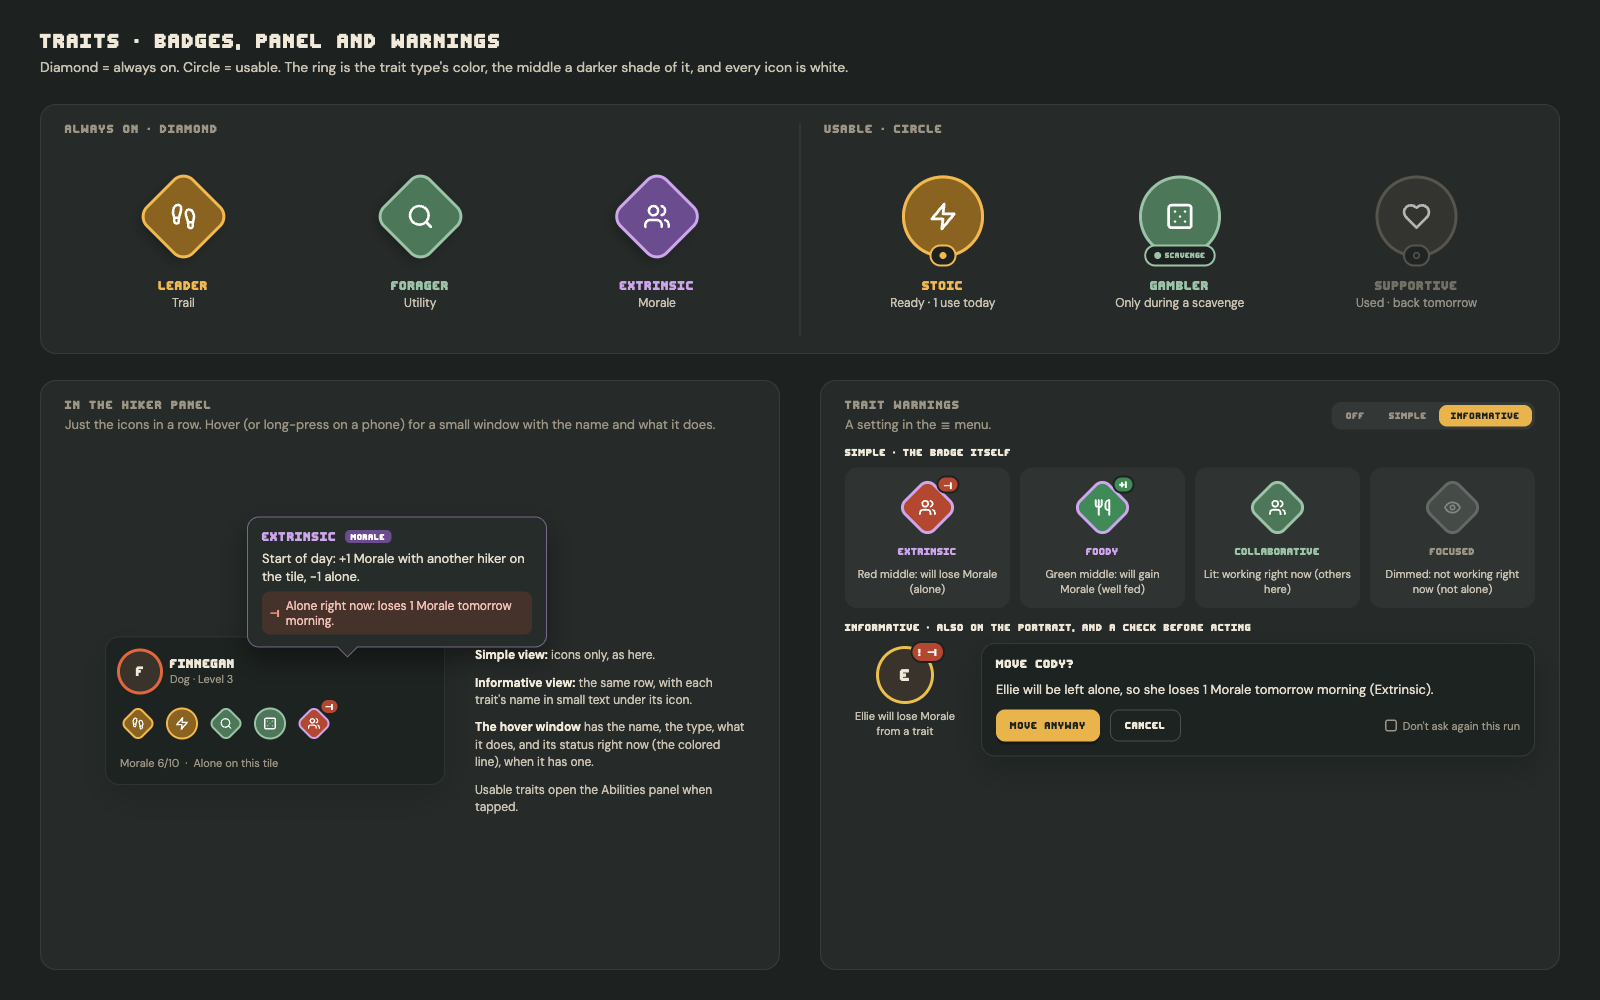 TRAITS · BADGES, PANEL AND WARNINGS
Diamond = always on. Circle = usable. The ring is the trait type's color, the middle a darker shade of it, and every icon is white.
ALWAYS ON · DIAMOND
LEADER
Trail
FORAGER
Utility
EXTRINSIC
Morale
USABLE · CIRCLE
STOIC
Ready · 1 use today
SCAVENGE
GAMBLER
Only during a scavenge
SUPPORTIVE
Used · back tomorrow
IN THE HIKER PANEL
Just the icons in a row. Hover (or long-press on a phone) for a small window with the name and what it does.
EXTRINSIC MORALE
Start of day: +1 Morale with another hiker on
the tile, -1 alone.
-1 Alone right now: loses 1 Morale tomorrow
morning.
F
FINNEGAN
Dog · Level 3
-1
Morale 6/10 · Alone on this tile
Simple view: icons only, as here.
Informative view: the same row, with each
trait's name in small text under its icon.
The hover window has the name, the type, what
it does, and its status right now (the colored
line), when it has one.
Usable traits open the Abilities panel when
tapped.
TRAIT WARNINGS
A setting in the ≡ menu.
OFF SIMPLE INFORMATIVE
SIMPLE · THE BADGE ITSELF
-1
EXTRINSIC
Red middle: will lose Morale
(alone)
+1
FOODY
Green middle: will gain
Morale (well fed)
COLLABORATIVE
Lit: working right now (others
here)
FOCUSED
Dimmed: not working right
now (not alone)
INFORMATIVE · ALSO ON THE PORTRAIT, AND A CHECK BEFORE ACTING
! -1
E
Ellie will lose Morale
from a trait
MOVE CODY?
Ellie will be left alone, so she loses 1 Morale tomorrow morning (Extrinsic).
MOVE ANYWAY
CANCEL
Don't ask again this run